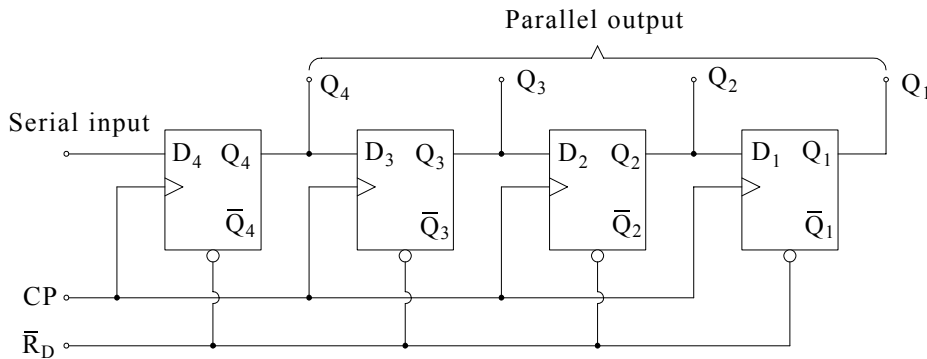 Parallel output
Q₄ Q₃ Q₂ Q₁
Serial input
D₄ Q₄ D₃ Q₃ D₂ Q₂ D₁ Q₁
Q̅₄ Q̅₃ Q̅₂ Q̅₁
CP
R̅_D